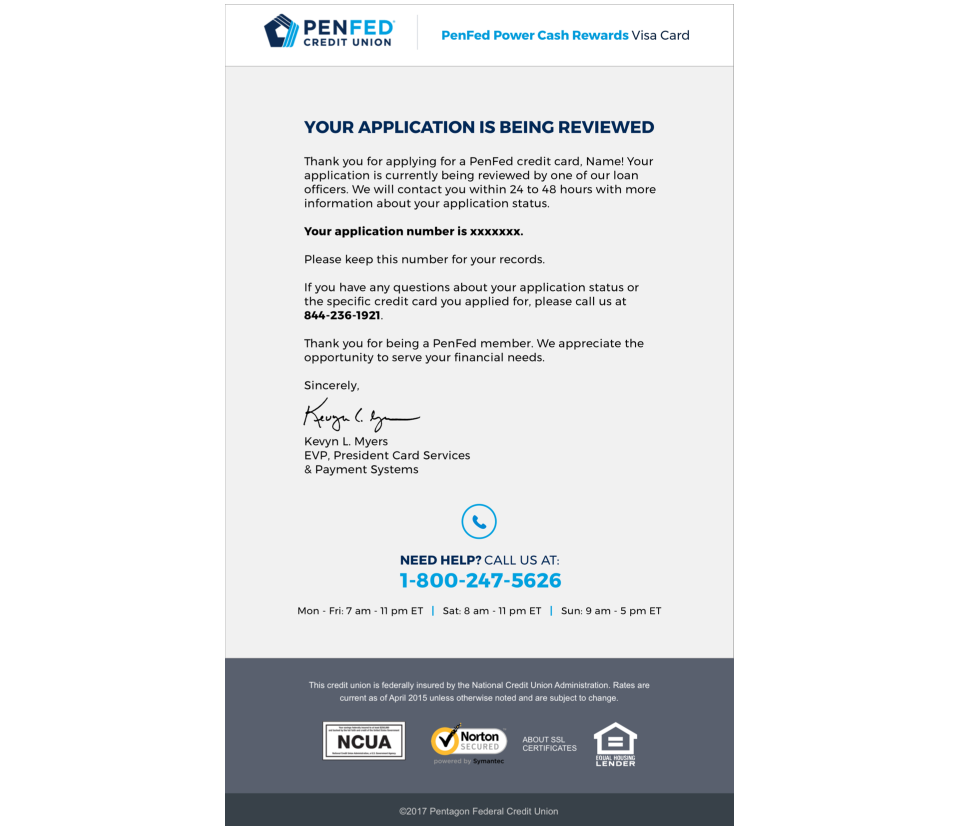 PENFED
CREDIT UNION
PenFed Power Cash Rewards Visa Card
YOUR APPLICATION IS BEING REVIEWED
Thank you for applying for a PenFed credit card, Name! Your
application is currently being reviewed by one of our loan
officers. We will contact you within 24 to 48 hours with more
information about your application status.
Your application number is xxxxxxx.
Please keep this number for your records.
If you have any questions about your application status or
the specific credit card you applied for, please call us at
844-236-1921.
Thank you for being a PenFed member. We appreciate the
opportunity to serve your financial needs.
Sincerely,
Kevyn L. Myers
EVP, President Card Services
& Payment Systems
NEED HELP? CALL US AT:
1-800-247-5626
Mon - Fri: 7 am - 11 pm ET | Sat: 8 am - 11 pm ET | Sun: 9 am - 5 pm ET
This credit union is federally insured by the National Credit Union Administration. Rates are
current as of April 2015 unless otherwise noted and are subject to change.
NCUA
Norton
SECURED
powered by Symantec
ABOUT SSL
CERTIFICATES
EQUAL HOUSING
LENDER
©2017 Pentagon Federal Credit Union